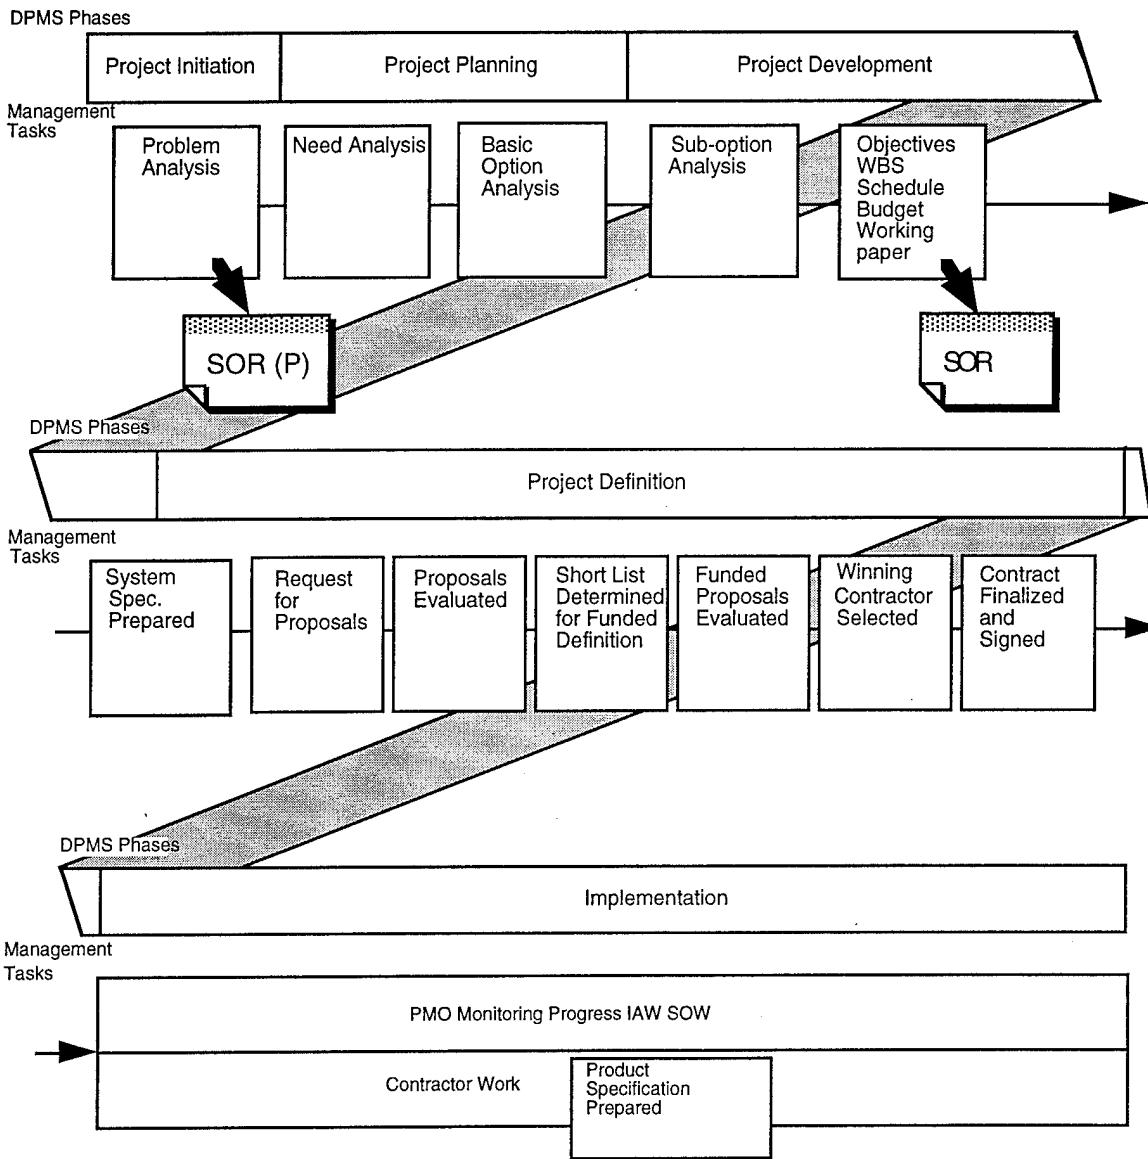 DPMS Phases
Project Initiation
Project Planning
Project Development
Management
Tasks
Problem
Analysis
Need Analysis
Basic
Option
Analysis
Sub-option
Analysis
Objectives
WBS
Schedule
Budget
Working
paper
SOR (P)
SOR
DPMS Phases
Project Definition
Management
Tasks
System
Spec.
Prepared
Request
for
Proposals
Proposals
Evaluated
Short List
Determined
for Funded
Definition
Funded
Proposals
Evaluated
Winning
Contractor
Selected
Contract
Finalized
and
Signed
DPMS Phases
Implementation
Management
Tasks
PMO Monitoring Progress IAW SOW
Contractor Work
Product
Specification
Prepared